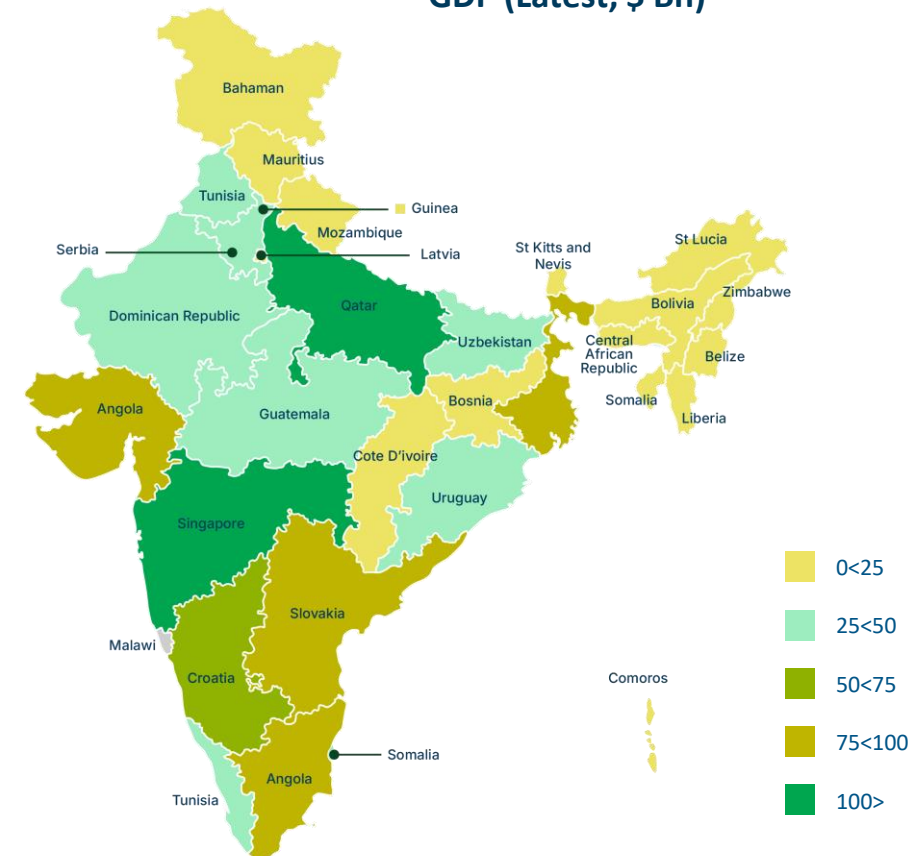 GDP (Latest, $ Bn)
Bahaman
Mauritius
Tunisia
Guinea
Mozambique
Serbia
Latvia
St Kitts and
Nevis
St Lucia
Zimbabwe
Bolivia
Qatar
Dominican Republic
Uzbekistan
Central
African
Republic
Belize
Somalia
Liberia
Bosnia
Angola
Guatemala
Cote D'ivoire
Uruguay
Singapore
Slovakia
Malawi
Croatia
Comoros
Somalia
Angola
Tunisia
0<25
25<50
50<75
75<100
100>